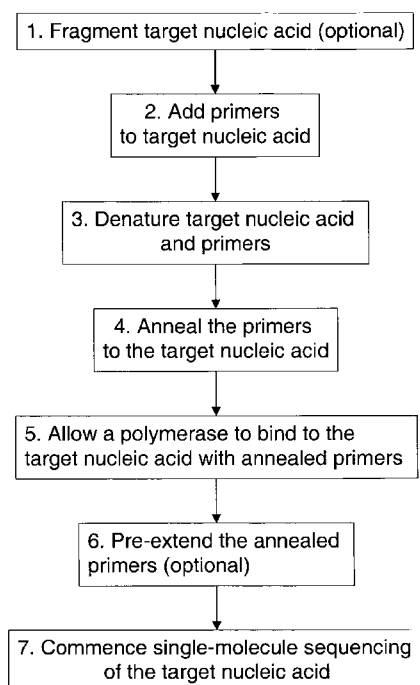 1. Fragment target nucleic acid (optional)
2. Add primers
to target nucleic acid
3. Denature target nucleic acid
and primers
4. Anneal the primers
to the target nucleic acid
5. Allow a polymerase to bind to the
target nucleic acid with annealed primers
6. Pre-extend the annealed
primers (optional)
7. Commence single-molecule sequencing
of the target nucleic acid